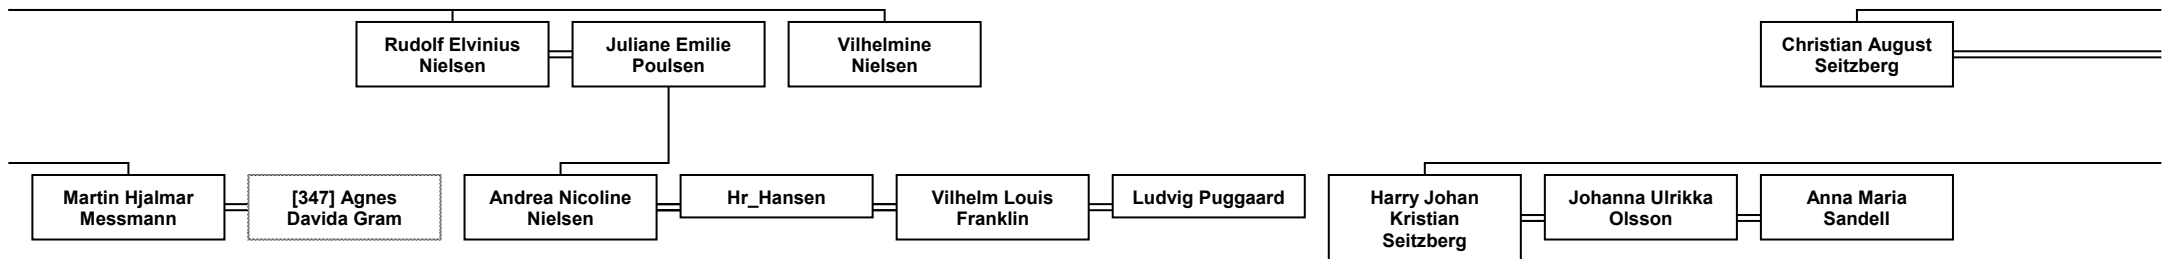 Rudolf Elvinius
Nielsen
Juliane Emilie
Poulsen
Vilhelmine
Nielsen
Christian August
Seitzberg
Martin Hjalmar
Messmann
[347] Agnes
Davida Gram
Andrea Nicoline
Nielsen
Hr_Hansen
Vilhelm Louis
Franklin
Ludvig Puggaard
Harry Johan
Kristian
Seitzberg
Johanna Ulrikka
Olsson
Anna Maria
Sandell